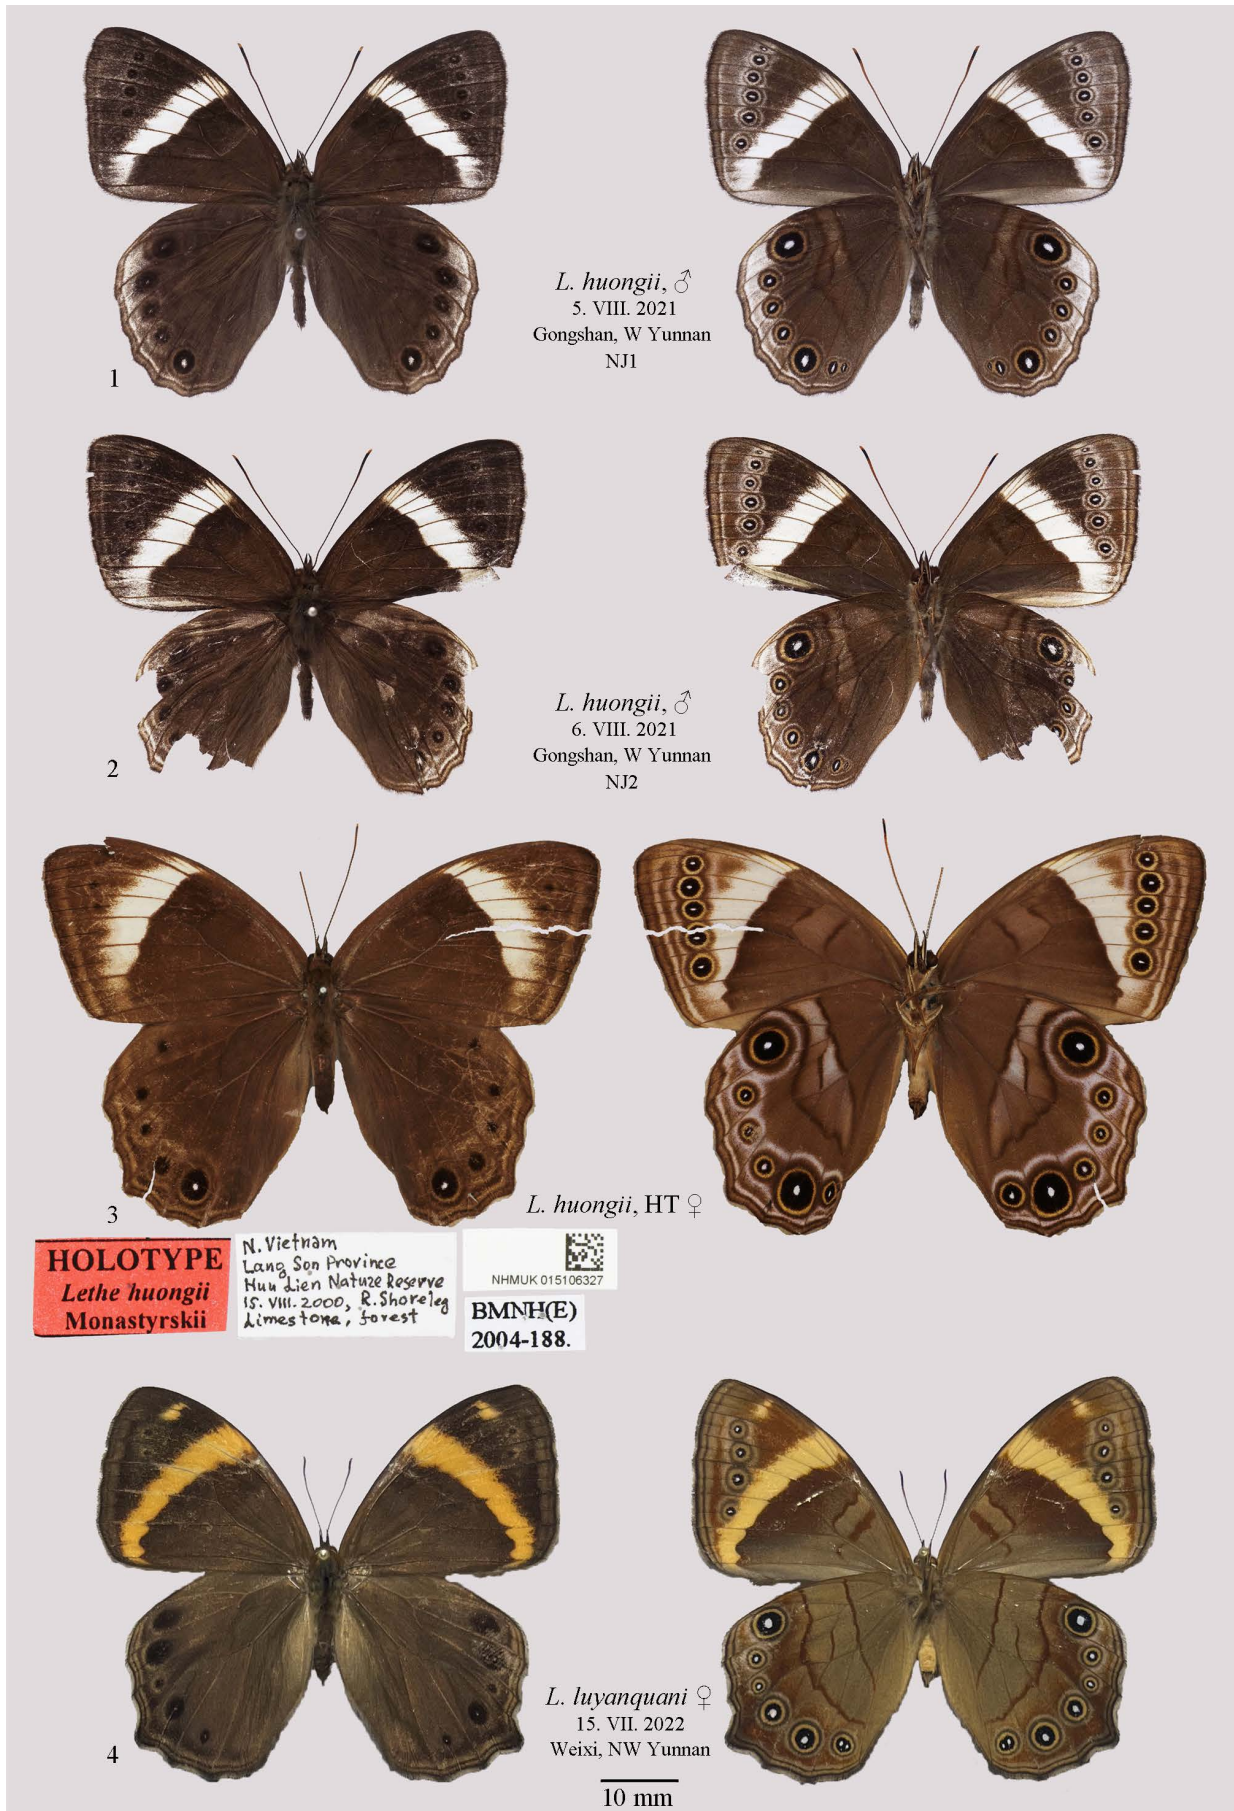 L. huongii, ♂
5. VIII. 2021
Gongshan, W Yunnan
NJ1
1
L. huongii, ♂
6. VIII. 2021
Gongshan, W Yunnan
NJ2
2
L. huongii, HT ♀
3
HOLOTYPE
Lethe huongii
Monastyrskii
N. Vietnam
Lang Son Province
Huu Lien Nature Reserve
15. VIII. 2000, R. Shoreleg
Limestone, forest
NHMUK 015106327
BMNH(E)
2004-188.
L. luyanquani ♀
15. VII. 2022
Weixi, NW Yunnan
4
10 mm